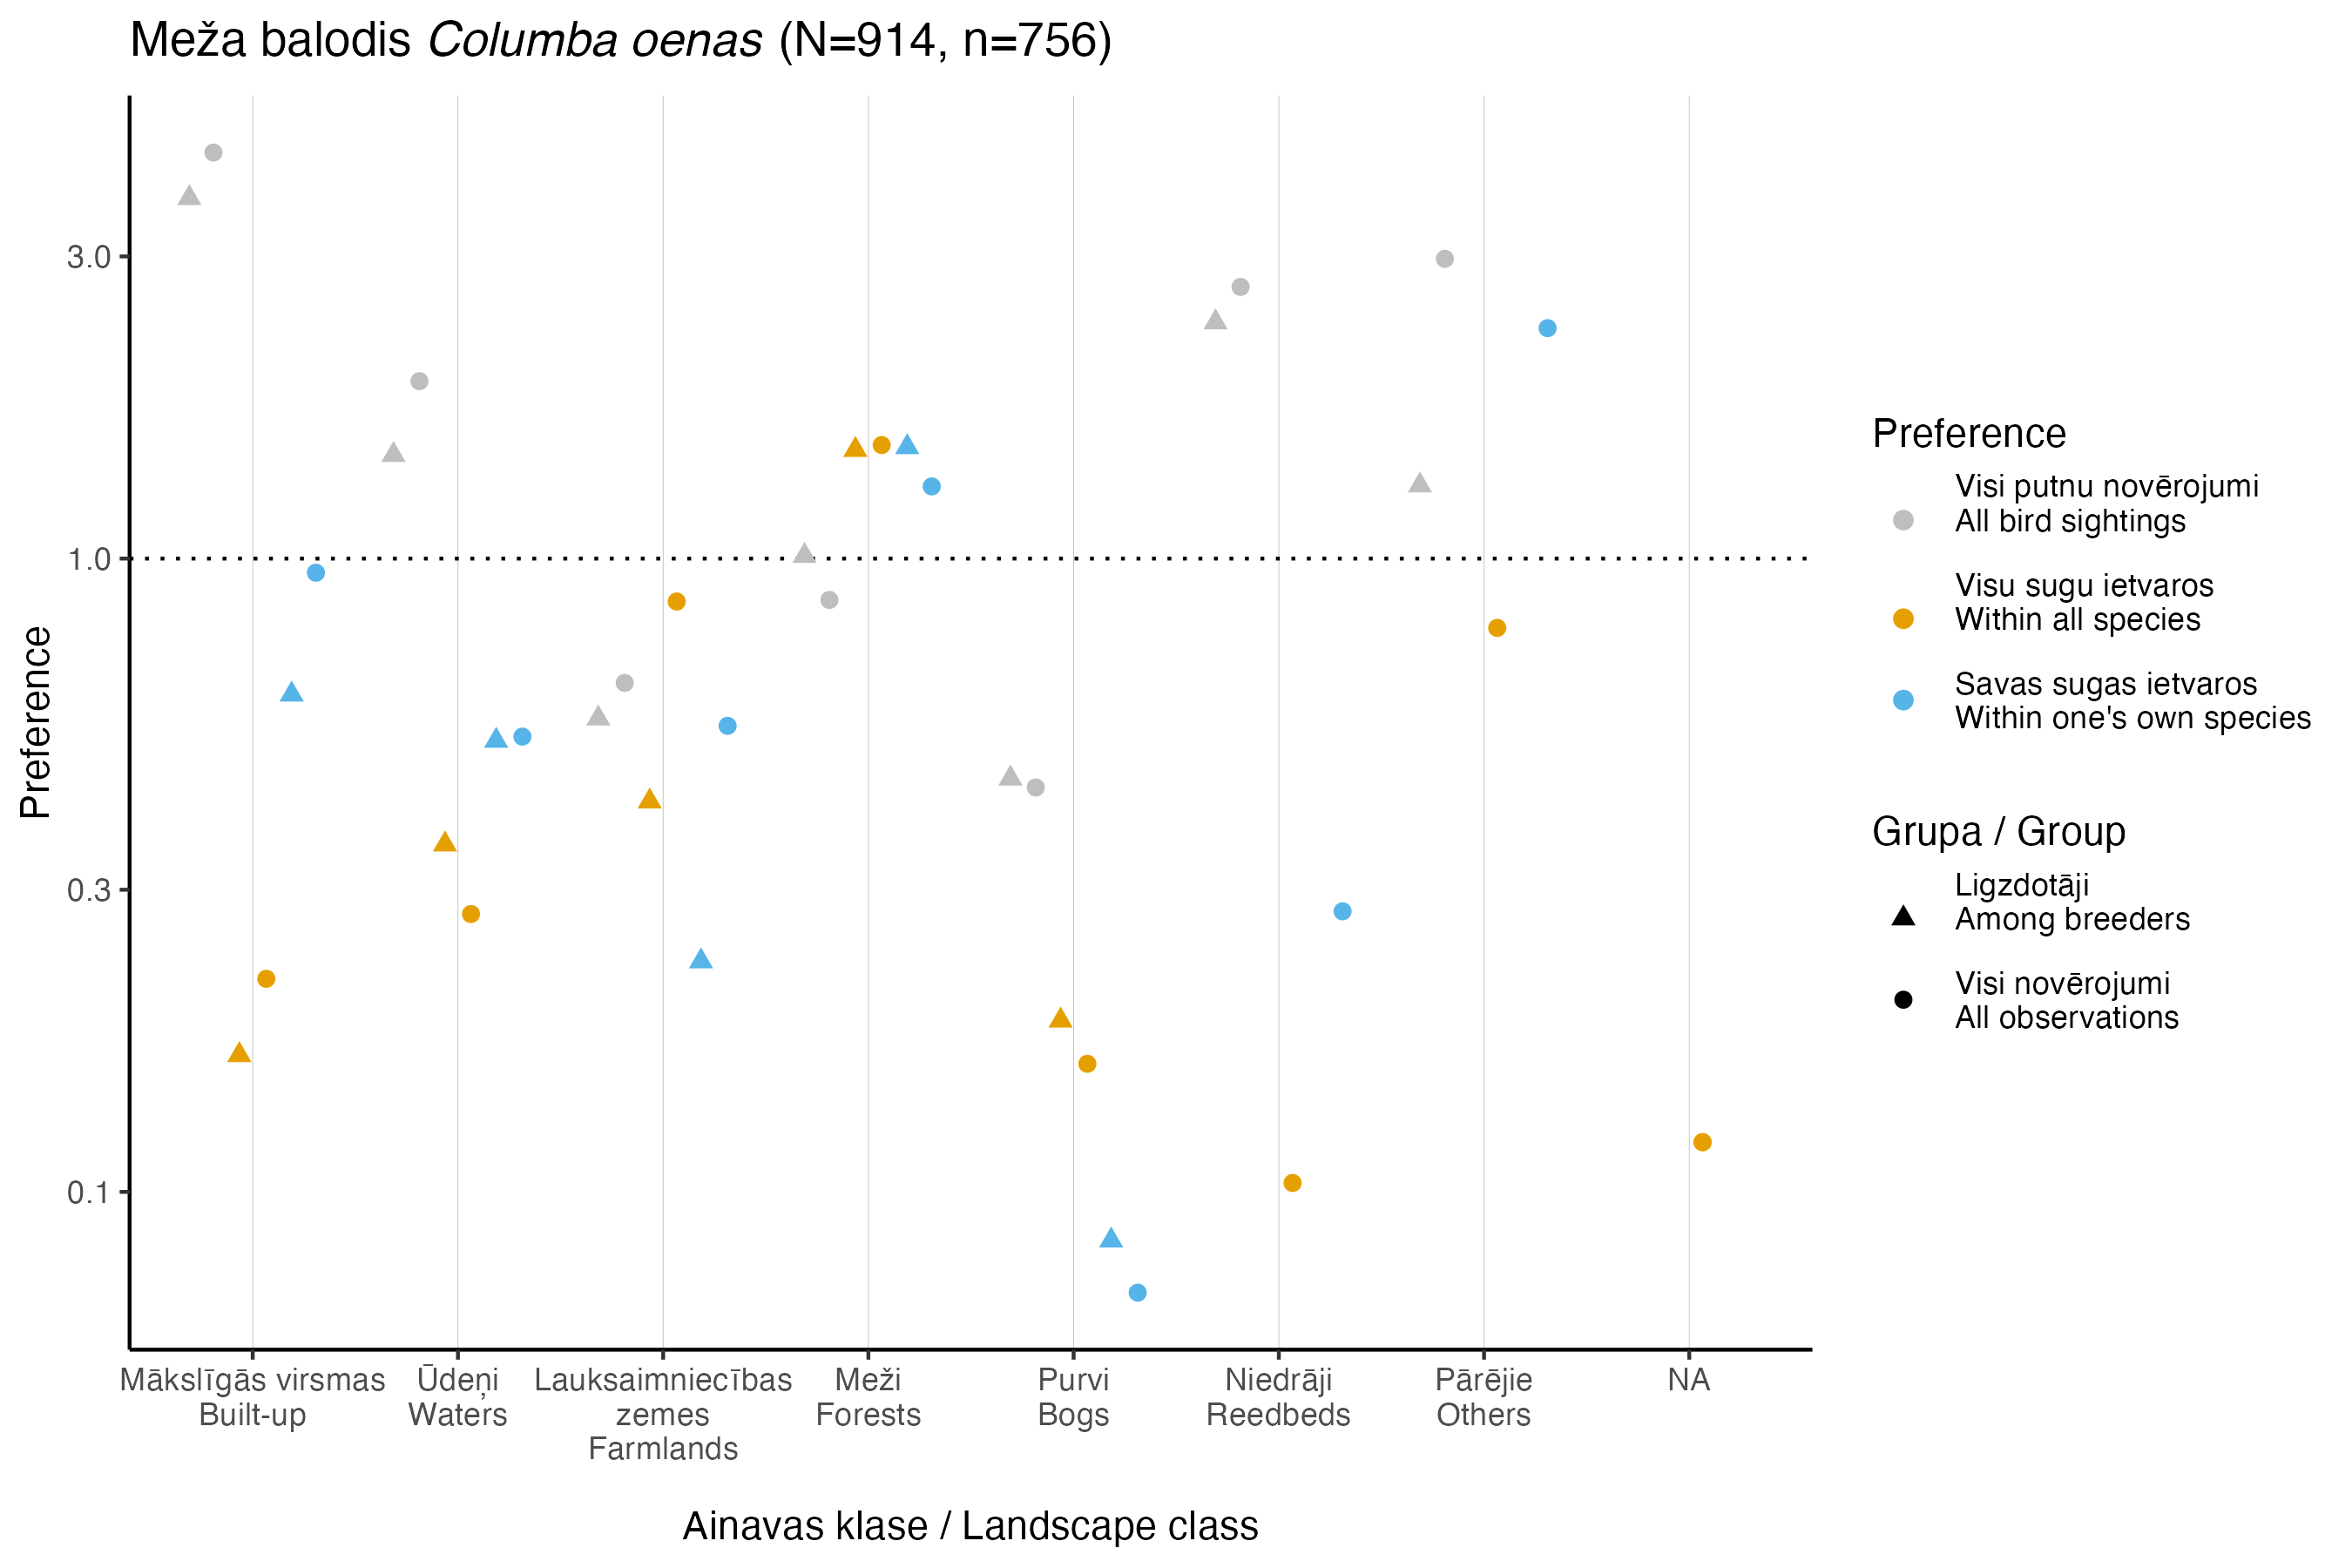 Meža balodis Columba oenas (N=914, n=756)
Preference
3.0
1.0
0.3
0.1
Mākslīgās virsmas
Built-up
Ūdeņi
Waters
Lauksaimniecības
zemes
Farmlands
Meži
Forests
Purvi
Bogs
Niedrāji
Reedbeds
Pārējie
Others
NA
Ainavas klase / Landscape class
Preference
Visi putnu novērojumi
All bird sightings
Visu sugu ietvaros
Within all species
Savas sugas ietvaros
Within one's own species
Grupa / Group
Ligzdotāji
Among breeders
Visi novērojumi
All observations